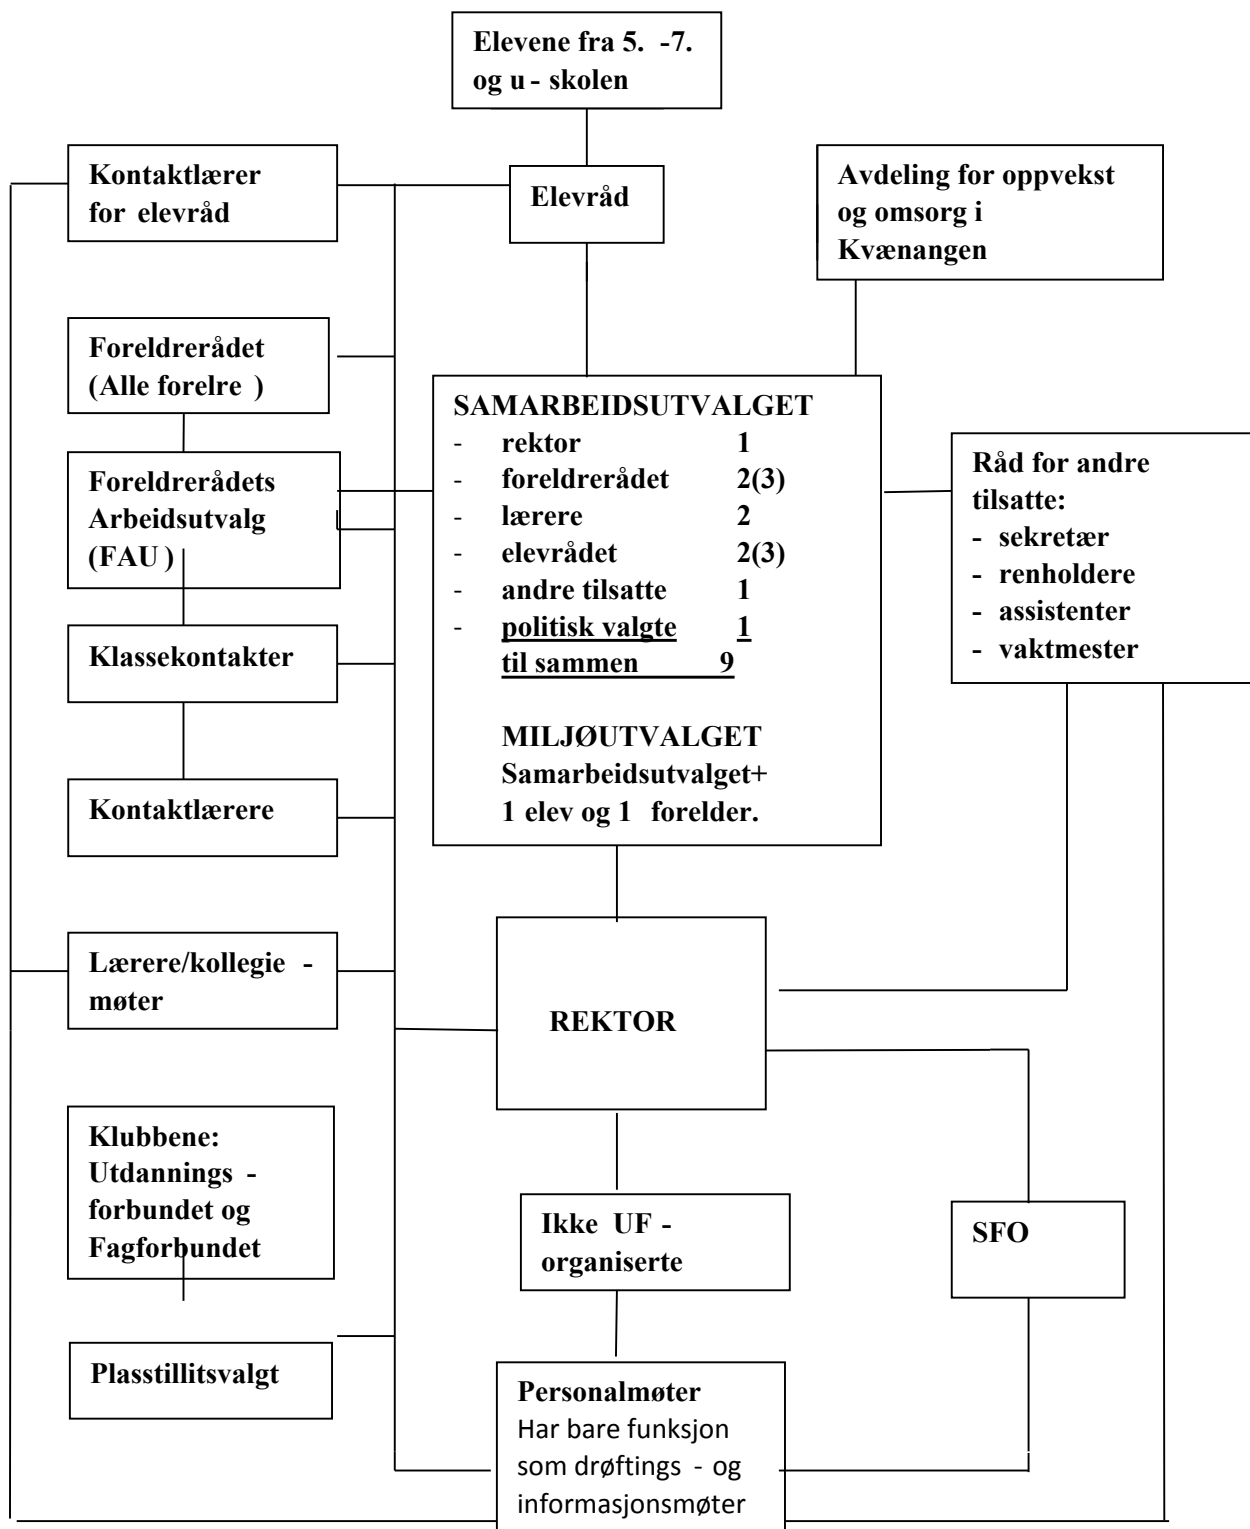 Elevene fra 5. -7.
og u - skolen
Kontaktlærer
for elevråd
Elevråd
Avdeling for oppvekst
og omsorg i
Kvænangen
Foreldrerådet
(Alle forelre )
Foreldrerådets
Arbeidsutvalg
(FAU )
Klassekontakter
Kontaktlærere
SAMARBEIDSUTVALGET
- rektor 1
- foreldrerådet 2(3)
- lærere 2
- elevrådet 2(3)
- andre tilsatte 1
- politisk valgte 1
til sammen 9
MILJØUTVALGET
Samarbeidsutvalget+
1 elev og 1 forelder.
Råd for andre
tilsatte:
- sekretær
- renholdere
- assistenter
- vaktmester
Lærere/kollegie -
møter
REKTOR
Klubbene:
Utdannings -
forbundet og
Fagforbundet
Ikke UF -
organiserte
SFO
Plasstillitsvalgt
Personalmøter
Har bare funksjon
som drøftings - og
informasjonsmøter